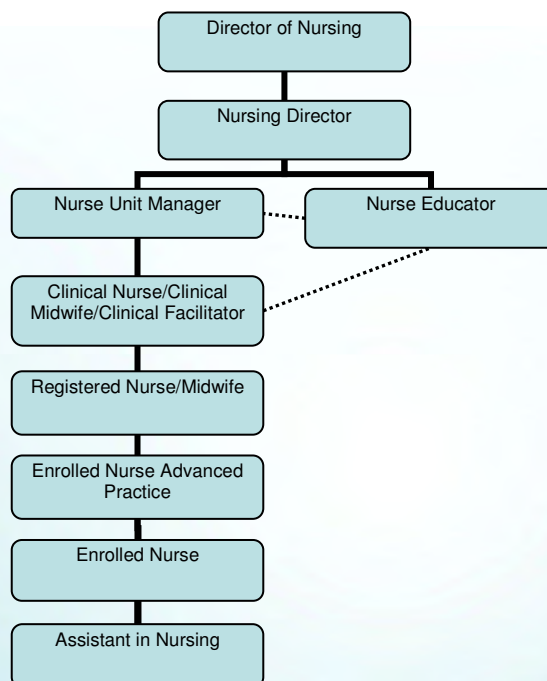 Director of Nursing
Nursing Director
Nurse Unit Manager
Nurse Educator
Clinical Nurse/Clinical
Midwife/Clinical Facilitator
Registered Nurse/Midwife
Enrolled Nurse Advanced
Practice
Enrolled Nurse
Assistant in Nursing